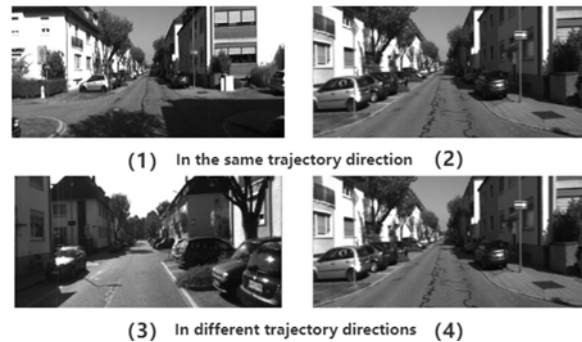 (1) In the same trajectory direction (2)
(3) In different trajectory directions (4)